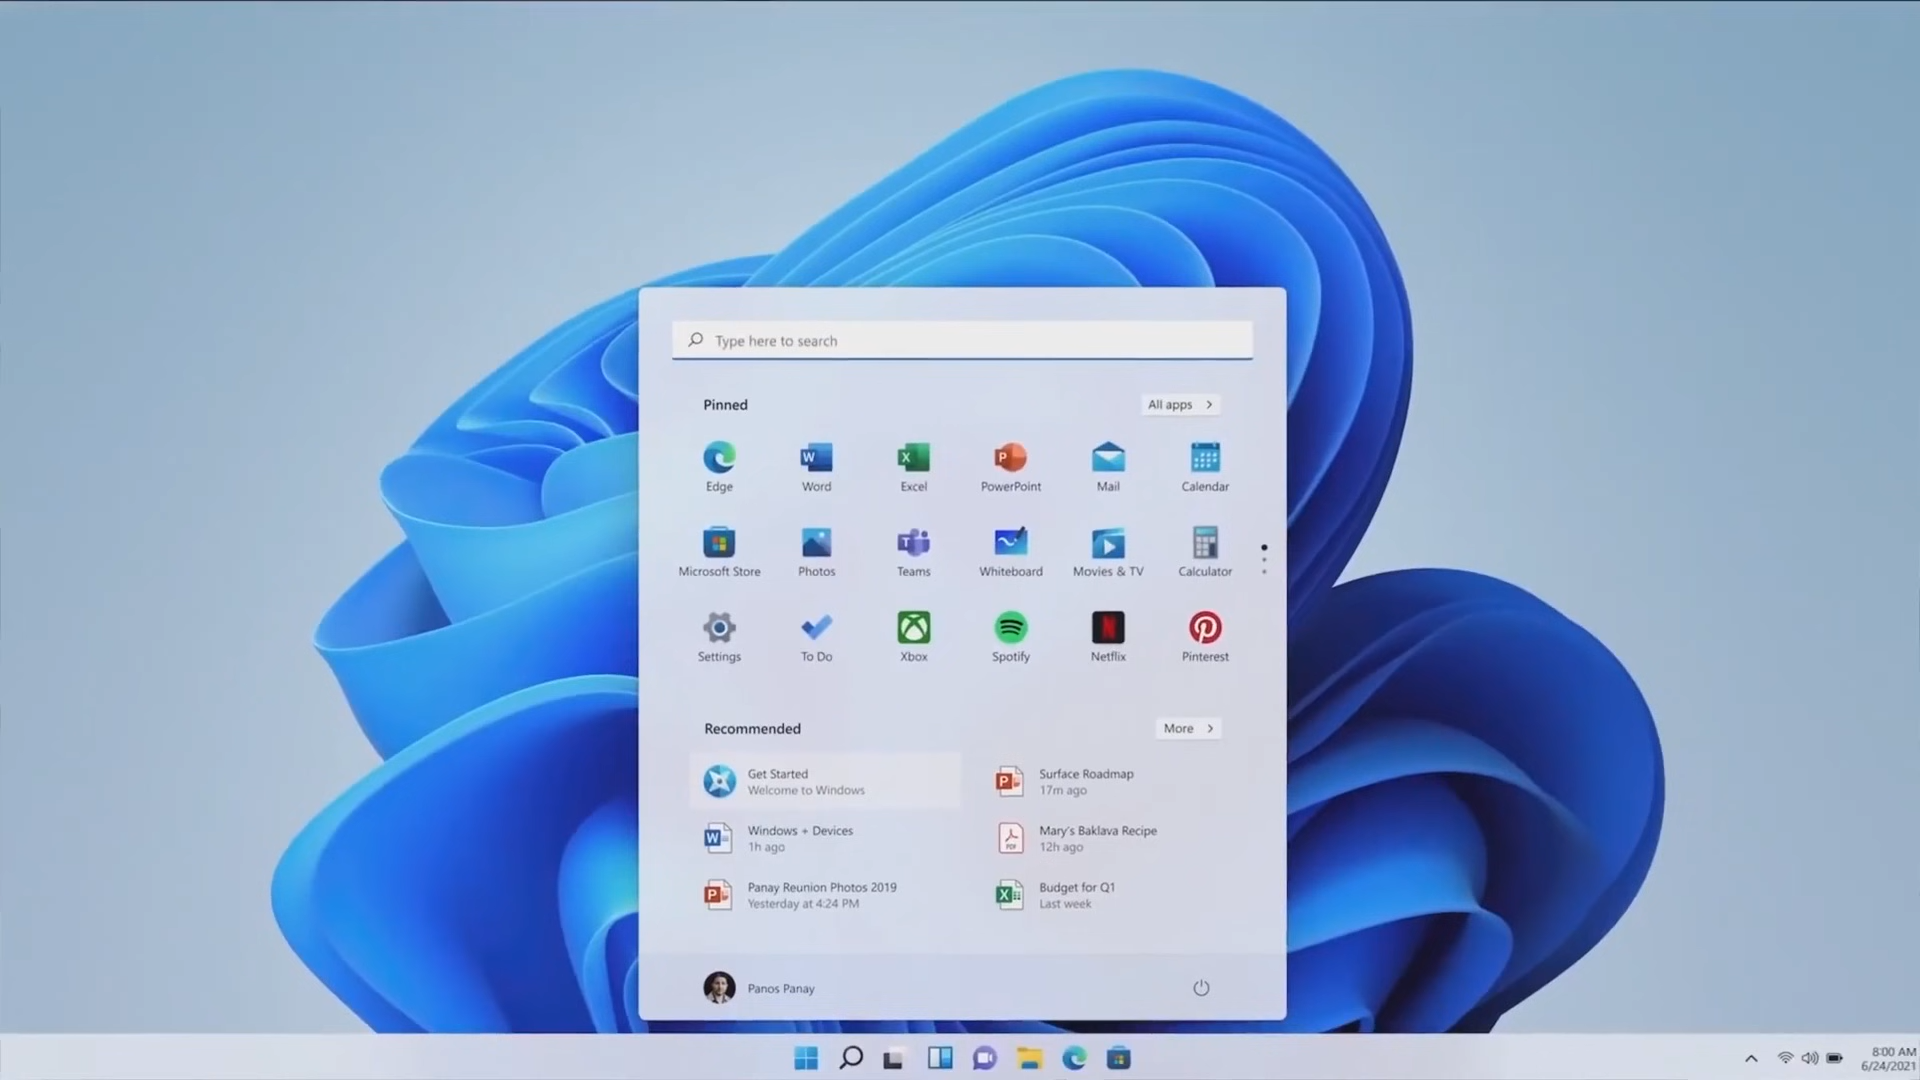 Type here to search
Pinned
All apps
Edge
Word
Excel
PowerPoint
Mail
Calendar
Microsoft Store
Photos
Teams
Whiteboard
Movies & TV
Calculator
Settings
To Do
Xbox
Spotify
Netflix
Pinterest
Recommended
More
Get Started
Welcome to Windows
Surface Roadmap
17m ago
Windows + Devices
1h ago
Mary's Baklava Recipe
12h ago
Panay Reunion Photos 2019
Yesterday at 4:24 PM
Budget for Q1
Last week
Panos Panay
8:00 AM
6/24/2021